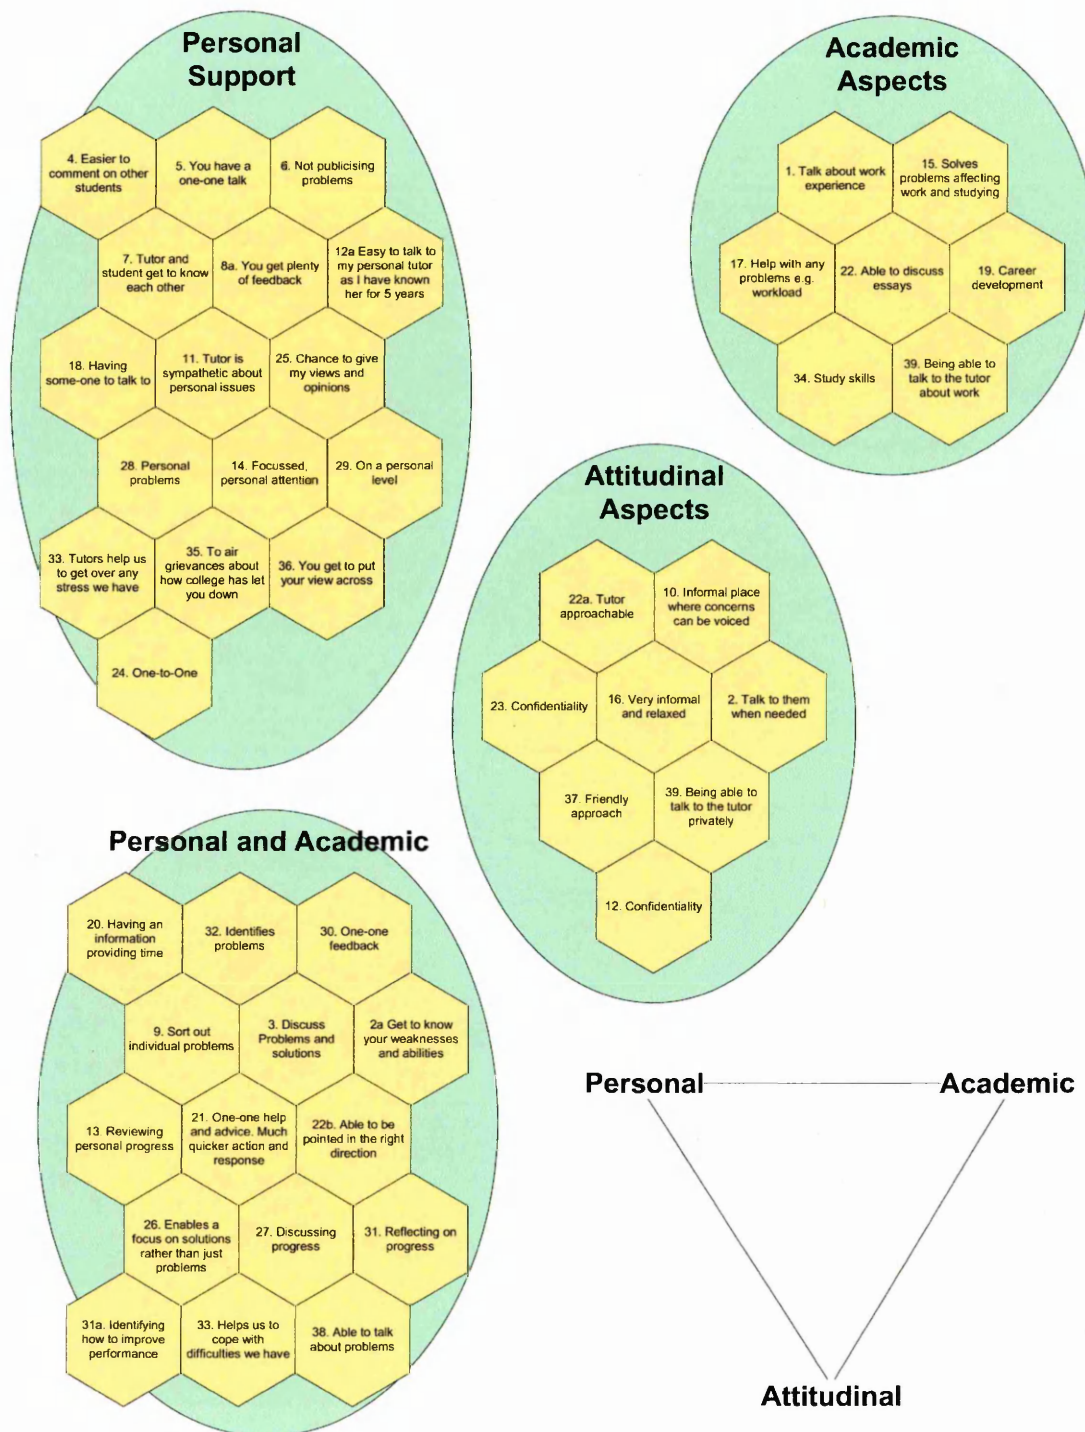 Personal
Support
4. Easier to
comment on other
students
5. You have a
one-one talk
6. Not publicising
problems
7. Tutor and
student get to know
each other
8a. You get plenty
of feedback
12a Easy to talk to
my personal tutor
as I have known
her for 5 years
18. Having
some-one to talk to
11. Tutor is
sympathetic about
personal issues
25. Chance to give
my views and
opinions
28. Personal
problems
14. Focussed,
personal attention
29. On a personal
level
33. Tutors help us
to get over any
stress we have
35. To air
grievances about
how college has let
you down
36. You get to put
your view across
24. One-to-One
Academic
Aspects
1. Talk about work
experience
15. Solves
problems affecting
work and studying
17. Help with any
problems e.g.
workload
22. Able to discuss
essays
19. Career
development
34. Study skills
39. Being able to
talk to the tutor
about work
Attitudinal
Aspects
22a. Tutor
approachable
10. Informal place
where concerns
can be voiced
23. Confidentiality
16. Very informal
and relaxed
2. Talk to them
when needed
37. Friendly
approach
39. Being able to
talk to the tutor
privately
12. Confidentiality
Personal and Academic
20. Having an
information
providing time
32. Identifies
problems
30. One-one
feedback
9. Sort out
individual problems
3. Discuss
Problems and
solutions
2a Get to know
your weaknesses
and abilities
13. Reviewing
personal progress
21. One-one help
and advice. Much
quicker action and
response
22b. Able to be
pointed in the right
direction
26. Enables a
focus on solutions
rather than just
problems
27. Discussing
progress
31. Reflecting on
progress
31a. Identifying
how to improve
performance
33. Helps us to
cope with
difficulties we have
38. Able to talk
about problems
Personal
Academic
Attitudinal